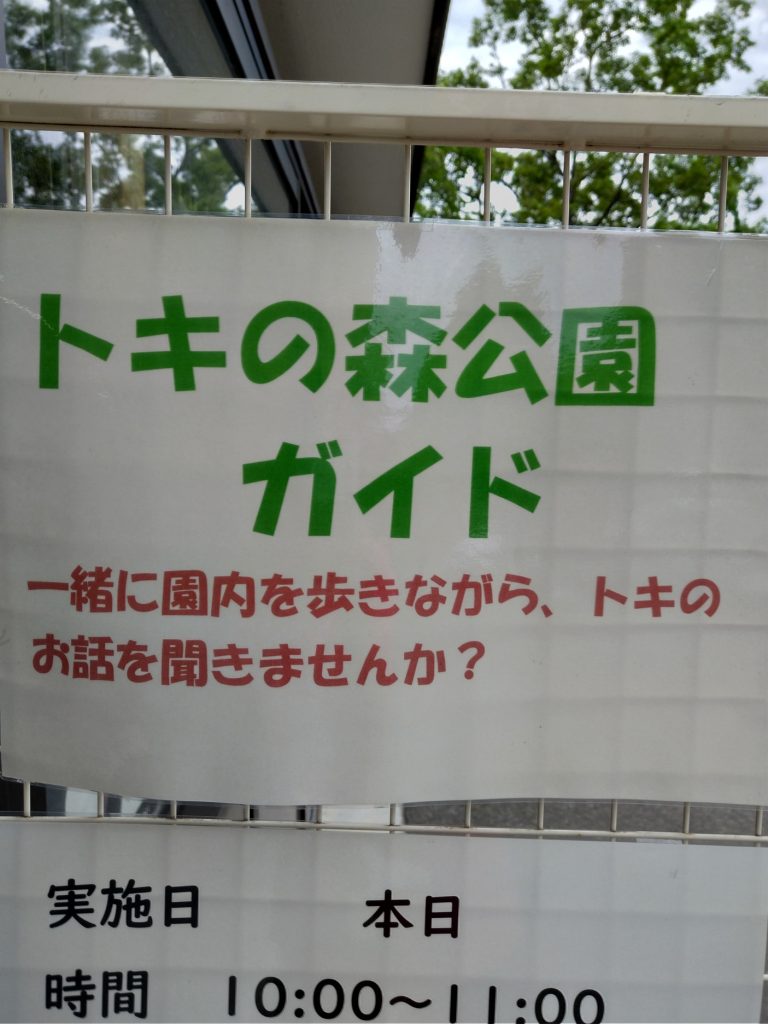 トキの森公園
ガイド
一緒に園内を歩きながら、トキの
お話を聞きませんか？
実施日 本日
時間 10:00〜11:00